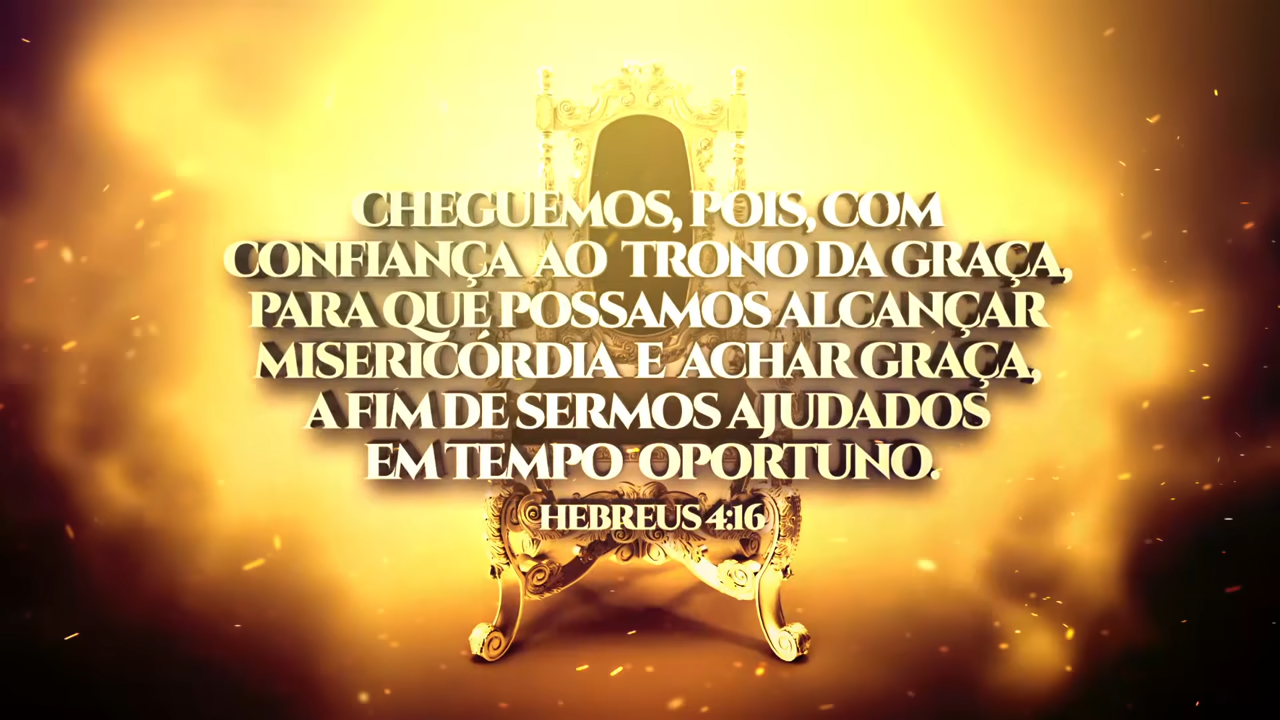 CHEGUEMOS, POIS, COM
CONFIANÇA AO TRONO DA GRAÇA,
PARA QUE POSSAMOS ALCANÇAR
MISERICÓRDIA E ACHAR GRAÇA,
A FIM DE SERMOS AJUDADOS
EM TEMPO OPORTUNO.
HEBREUS 4:16